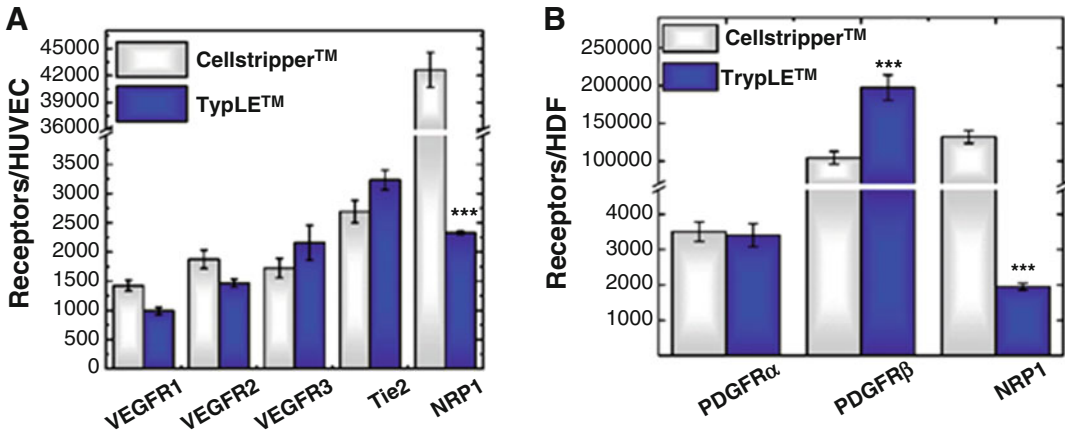 A
Receptors/HUVEC
45000
42000
39000
36000
3500
3000
2500
2000
1500
1000
500
0
Cellstripper™
TypLE™
***
VEGFR1
VEGFR2
VEGFR3
Tie2
NRP1
B
Receptors/HDF
250000
200000
150000
100000
4000
3000
2000
1000
Cellstripper™
TrypLE™
***
***
PDGFRα
PDGFRβ
NRP1